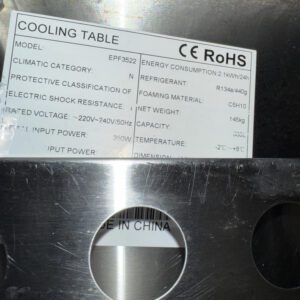 COOLING TABLE
CE RoHS
MODEL EPF3522
CLIMATIC CATEGORY: N
PROTECTIVE CLASSIFICATION OF
ELECTRIC SHOCK RESISTANCE: I
RATED VOLTAGE: ~220V~240V/50Hz
INPUT POWER:
INPUT POWER:
ENERGY CONSUMPTION 2.1kWh/24h
REFRIGERANT: R134a/440g
FOAMING MATERIAL: C5H10
NET WEIGHT 145kg
CAPACITY:
TEMPERATURE: -2°C ~+8°C
IN CHINA